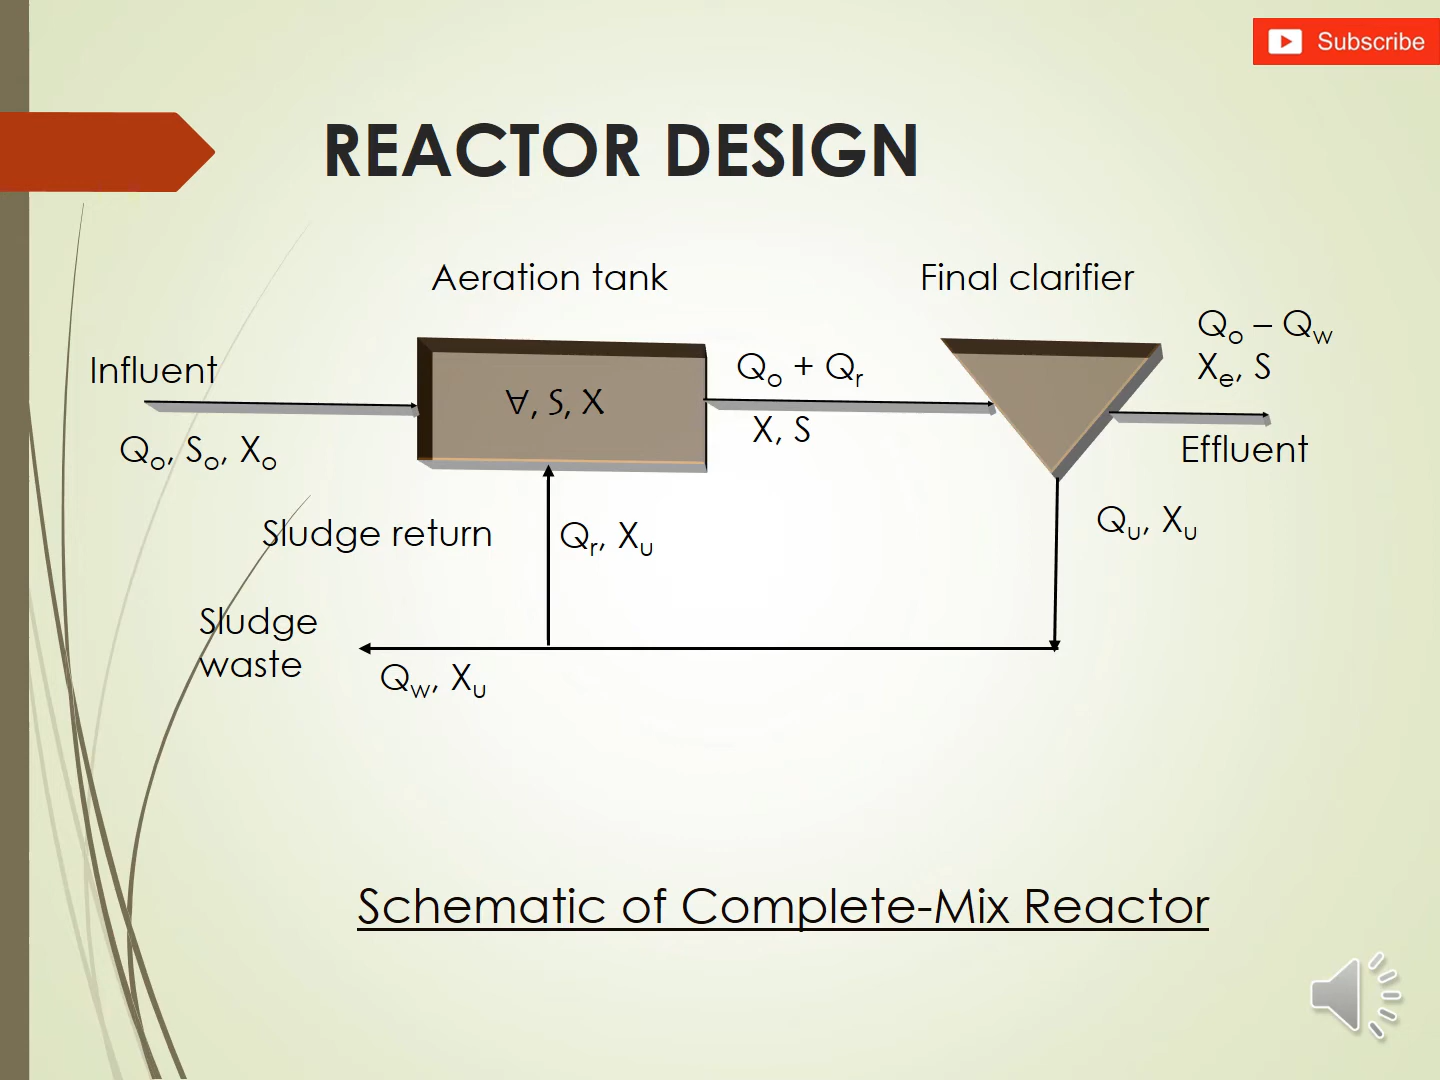 Subscribe
REACTOR DESIGN
Aeration tank
Final clarifier
Influent
Qo, So, Xo
∀, S, X
Qo + Qr
X, S
Qo – Qw
Xe, S
Effluent
Sludge return
Qr, Xu
Qu, Xu
Sludge
waste
Qw, Xu
Schematic of Complete-Mix Reactor